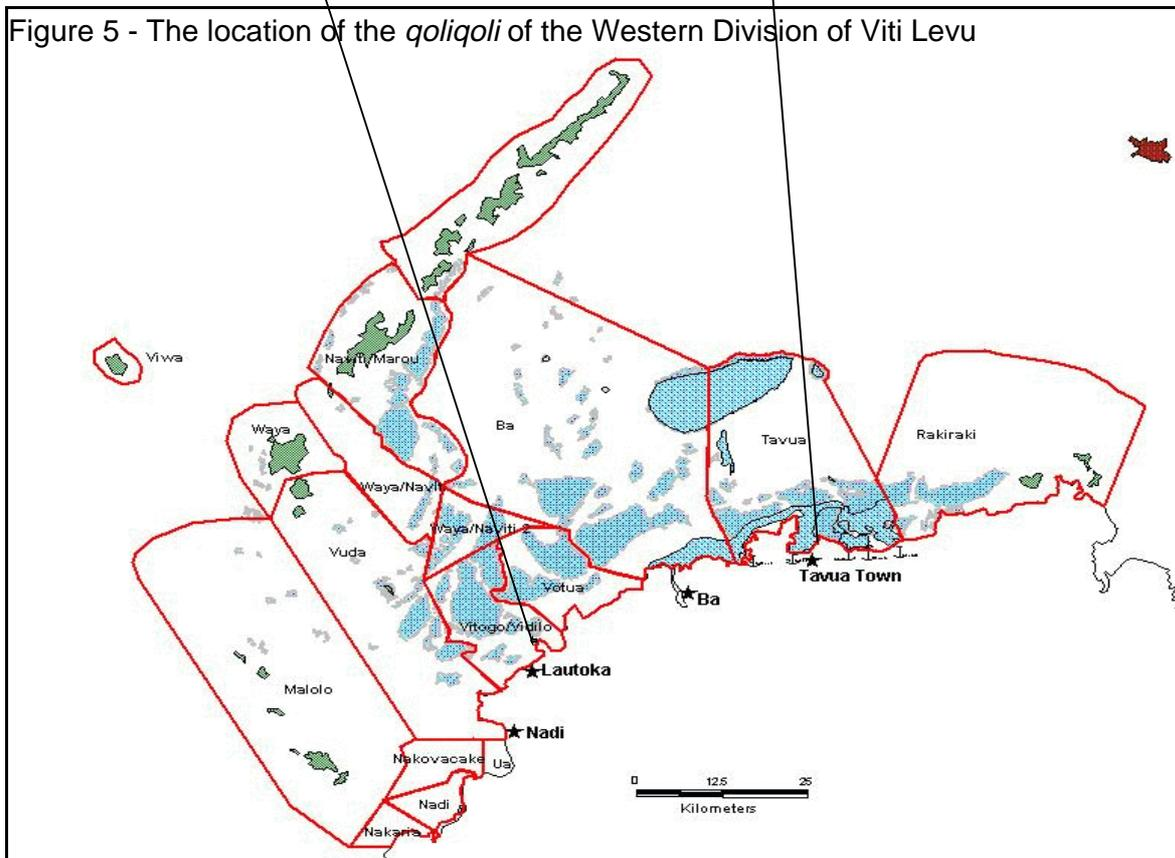 Figure 5 - The location of the qoliqoli of the Western Division of Viti Levu
Viwa
Naviti/Marou
Waya
Ba
Tavua
Rakiraki
Waya/Naviti
Waya/Naviti 2
Vuda
Votua
Tavua Town
Ba
Vitogo/Vidilo
Lautoka
Malolo
Nadi
Nakovacake
Ua
0 12.5 25
Kilometers
Nadi
Nakaria